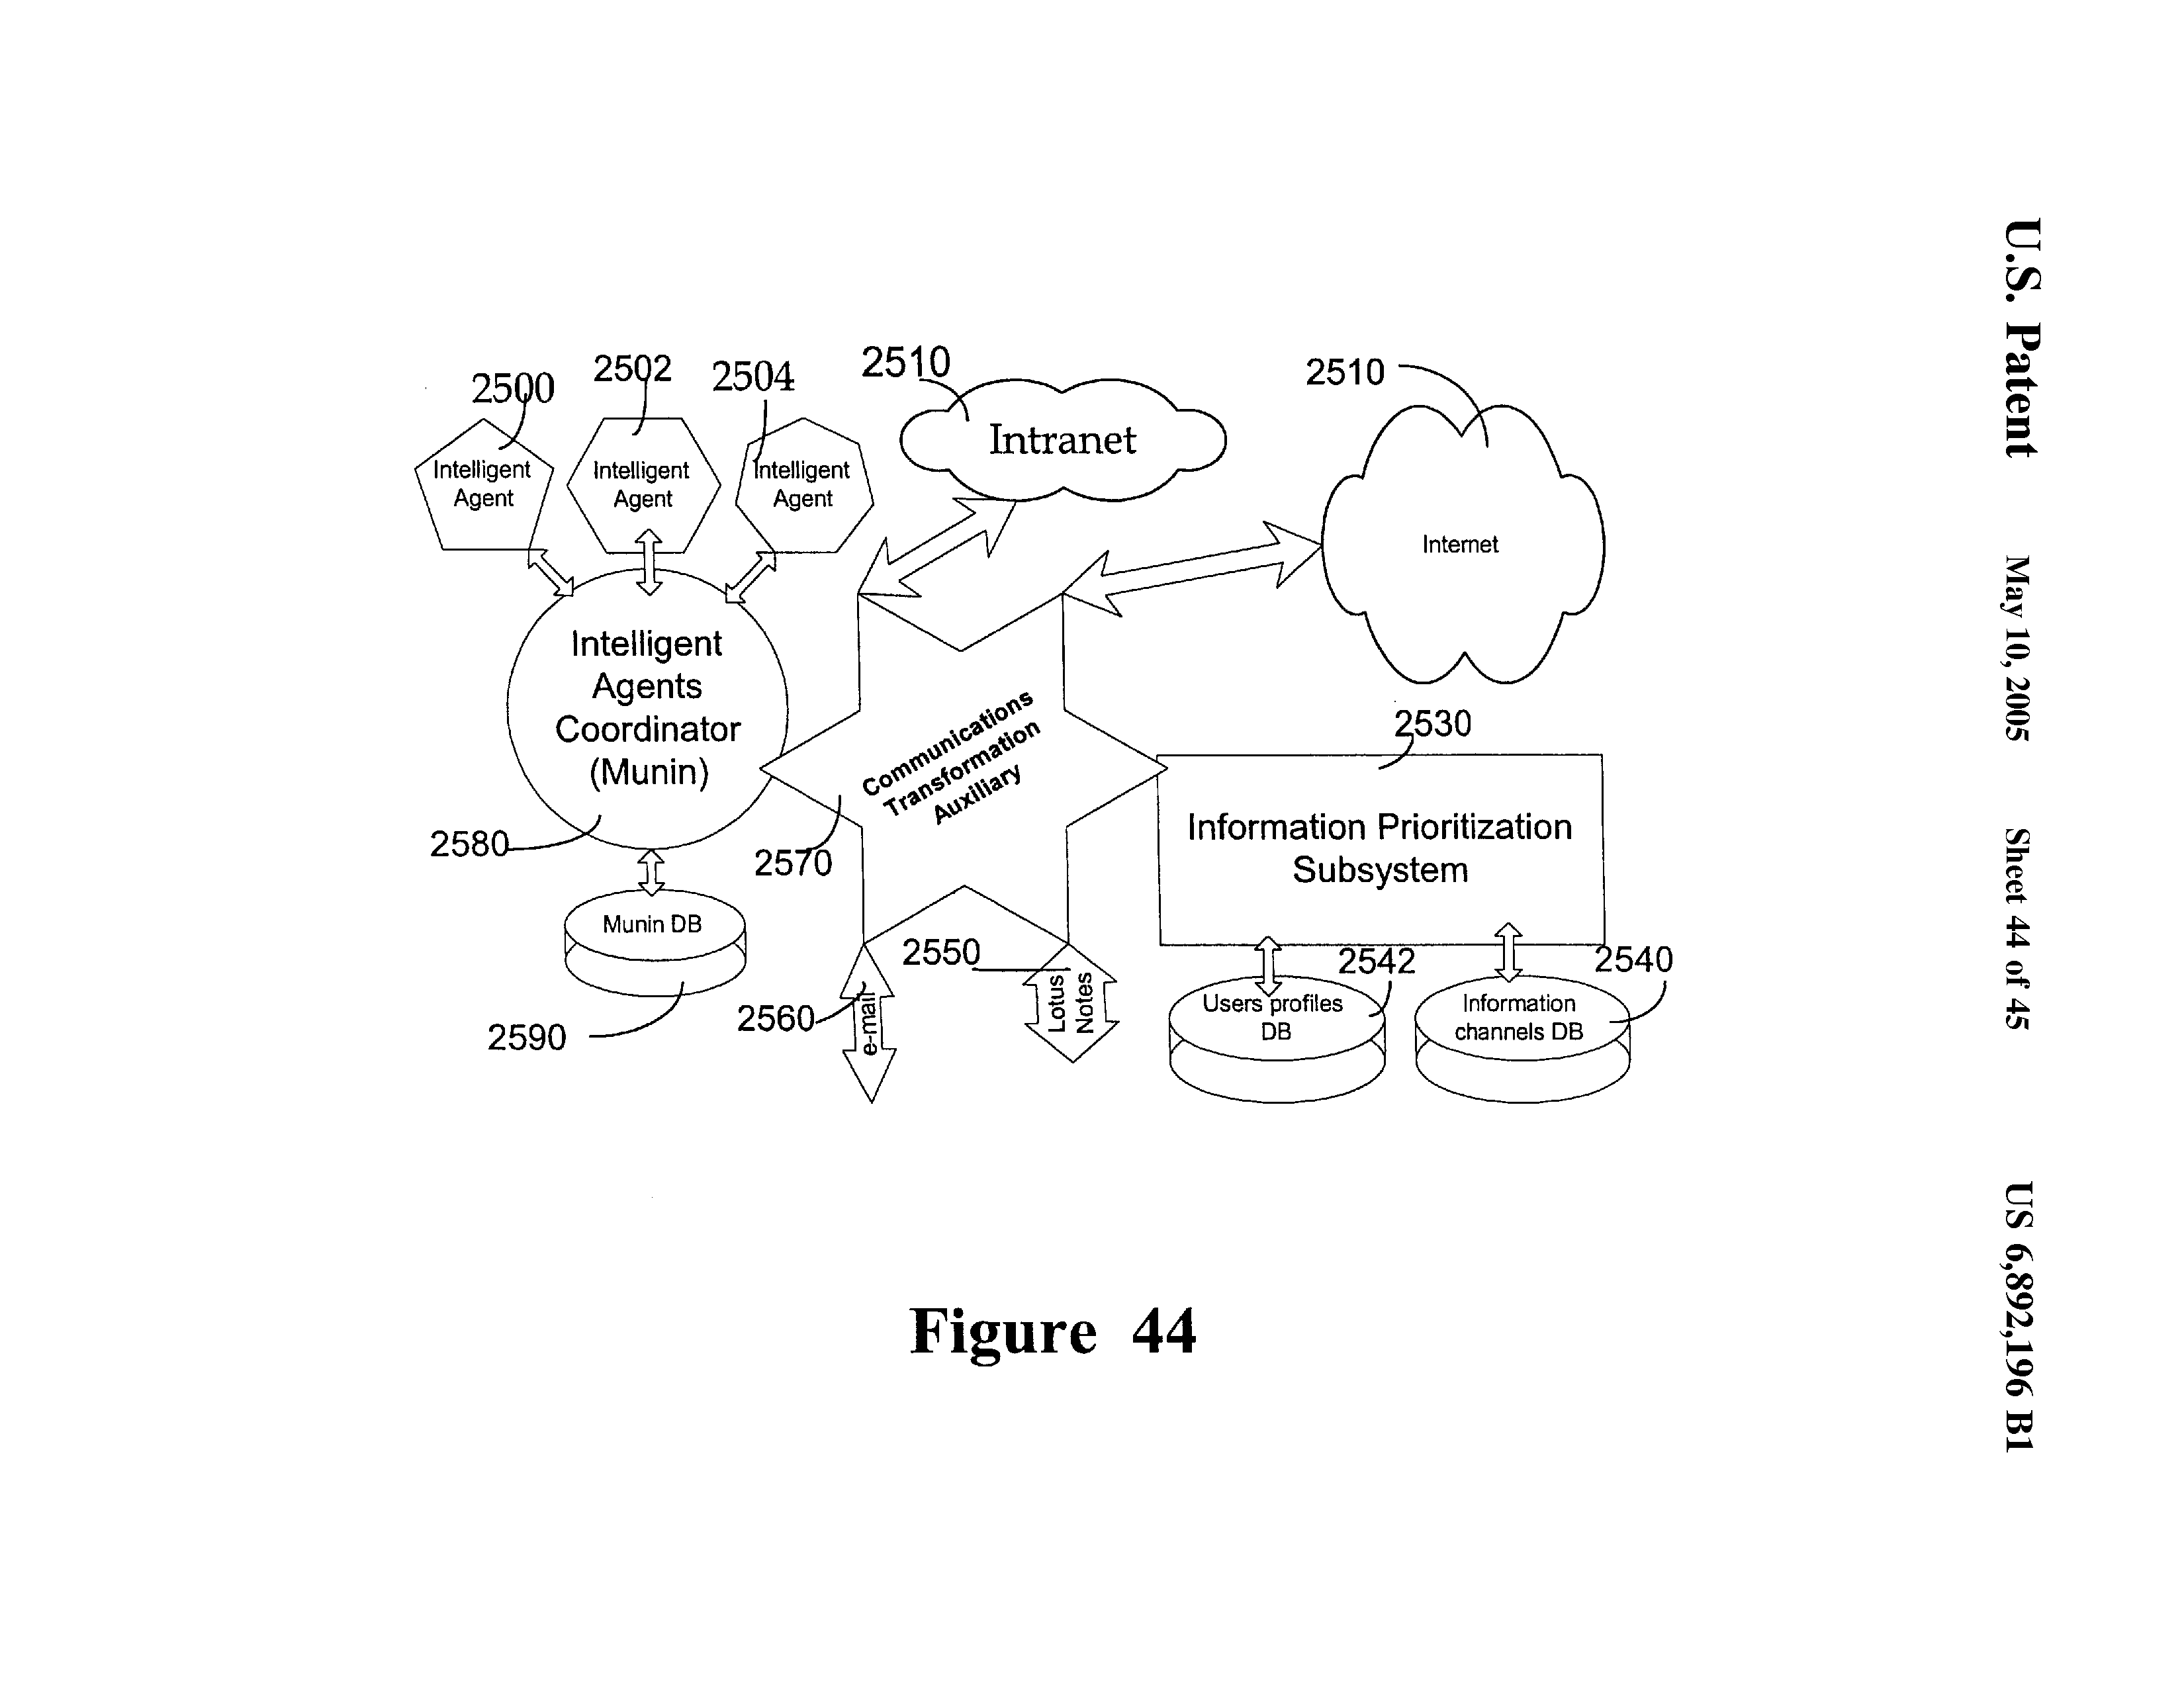 U.S. Patent May 10, 2005 Sheet 44 of 45 US 6,892,196 B1
2500
2502
2504
2510
2510
Intelligent
Agent
Intelligent
Agent
Intelligent
Agent
Intranet
Internet
Intelligent
Agents
Coordinator
(Munin)
2580
Communications
Transformation
Auxiliary
2570
2530
Information Prioritization
Subsystem
Munin DB
2590
2550
2560
e-mail
Lotus
Notes
2542
2540
Users profiles
DB
Information
channels DB
Figure 44